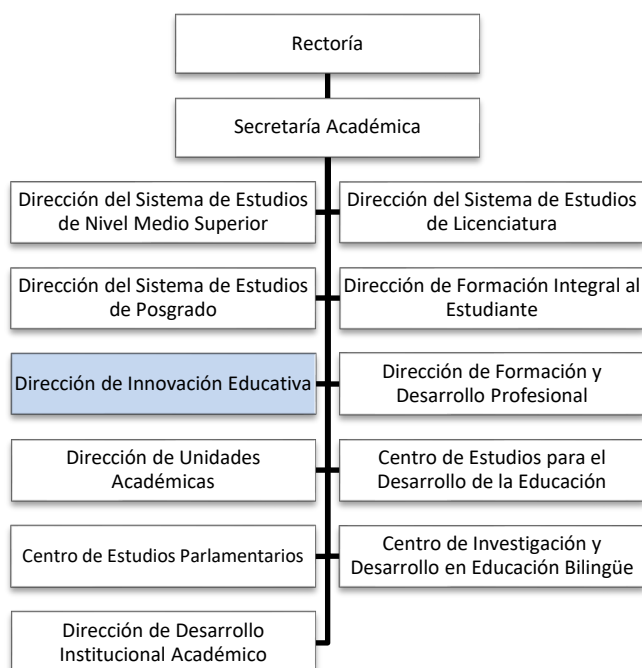 Rectoría
Secretaría Académica
Dirección del Sistema de Estudios
de Nivel Medio Superior
Dirección del Sistema de Estudios
de Licenciatura
Dirección del Sistema de Estudios
de Posgrado
Dirección de Formación Integral al
Estudiante
Dirección de Innovación Educativa
Dirección de Formación y
Desarrollo Profesional
Dirección de Unidades
Académicas
Centro de Estudios para el
Desarrollo de la Educación
Centro de Estudios Parlamentarios
Centro de Investigación y
Desarrollo en Educación Bilingüe
Dirección de Desarrollo
Institucional Académico